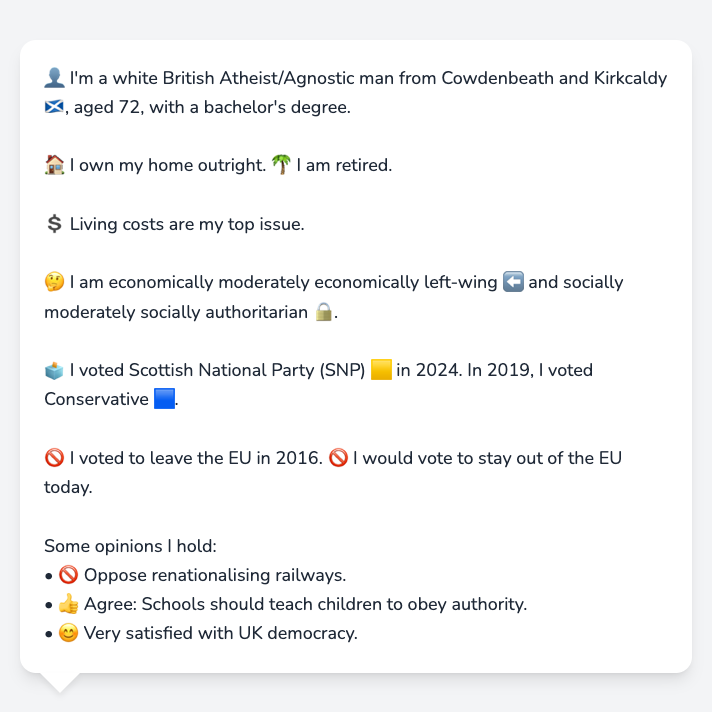 👤 I'm a white British Atheist/Agnostic man from Cowdenbeath and Kirkcaldy
🏴󠁧󠁢󠁳󠁣󠁴󠁿, aged 72, with a bachelor's degree.
🏠 I own my home outright. 🌴 I am retired.
💲 Living costs are my top issue.
🤔 I am economically moderately economically left-wing ⬅️ and socially
moderately socially authoritarian 🔒.
🗳️ I voted Scottish National Party (SNP) 🟨 in 2024. In 2019, I voted
Conservative 🟦.
🚫 I voted to leave the EU in 2016. 🚫 I would vote to stay out of the EU
today.
Some opinions I hold:
• 🚫 Oppose renationalising railways.
• 👍 Agree: Schools should teach children to obey authority.
• 😊 Very satisfied with UK democracy.